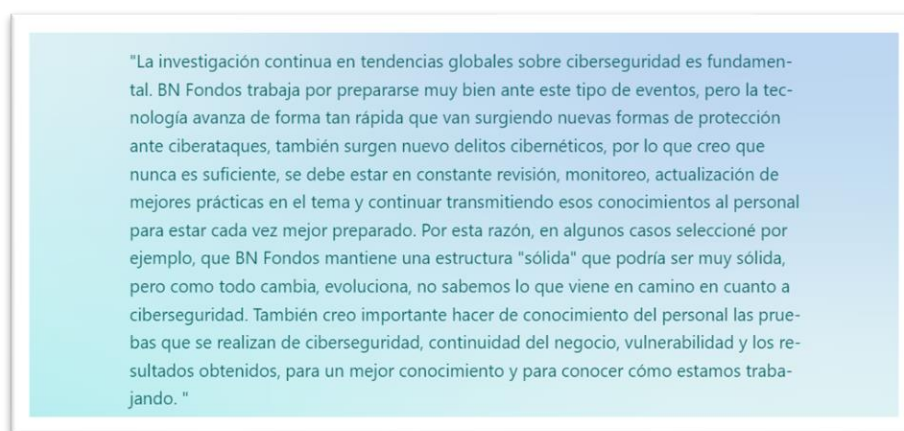 "La investigación continua en tendencias globales sobre ciberseguridad es fundamen-
tal. BN Fondos trabaja por prepararse muy bien ante este tipo de eventos, pero la tec-
nología avanza de forma tan rápida que van surgiendo nuevas formas de protección
ante ciberataques, también surgen nuevo delitos cibernéticos, por lo que creo que
nunca es suficiente, se debe estar en constante revisión, monitoreo, actualización de
mejores prácticas en el tema y continuar transmitiendo esos conocimientos al personal
para estar cada vez mejor preparado. Por esta razón, en algunos casos seleccioné por
ejemplo, que BN Fondos mantiene una estructura "sólida" que podría ser muy sólida,
pero como todo cambia, evoluciona, no sabemos lo que viene en camino en cuanto a
ciberseguridad. También creo importante hacer de conocimiento del personal las prue-
bas que se realizan de ciberseguridad, continuidad del negocio, vulnerabilidad y los re-
sultados obtenidos, para un mejor conocimiento y para conocer cómo estamos traba-
jando. "